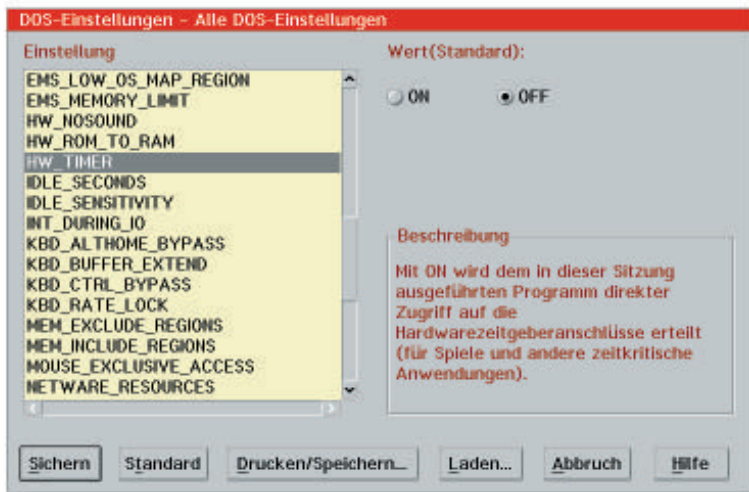 DOS-Einstellungen - Alle DOS-Einstellungen
Einstellung
EMS_LOW_OS_MAP_REGION
EMS_MEMORY_LIMIT
HW_NOSOUND
HW_ROM_TO_RAM
HW_TIMER
IDLE_SECONDS
IDLE_SENSITIVITY
INT_DURING_IO
KBD_ALTHOME_BYPASS
KBD_BUFFER_EXTEND
KBD_CTRL_BYPASS
KBD_RATE_LOCK
MEM_EXCLUDE_REGIONS
MEM_INCLUDE_REGIONS
MOUSE_EXCLUSIVE_ACCESS
NETWARE_RESOURCES
Wert(Standard):
ON OFF
Beschreibung
Mit ON wird dem in dieser Sitzung
ausgeführten Programm direkter
Zugriff auf die
Hardwarezeitgeberanschlüsse erteilt
(für Spiele und andere zeitkritische
Anwendungen).
Sichern Standard Drucken/Speichern... Laden... Abbruch Hilfe